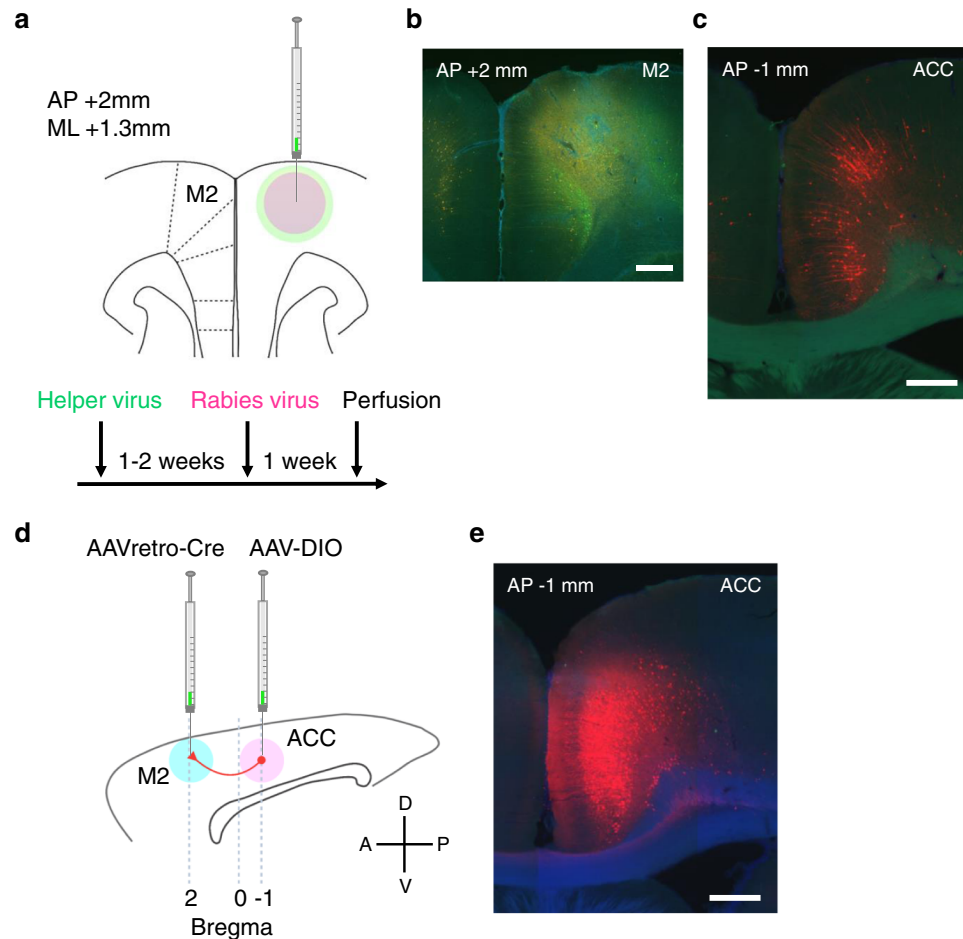 a
AP +2mm
ML +1.3mm
M2
Helper virus Rabies virus Perfusion
1-2 weeks 1 week
b
AP +2 mm M2
c
AP -1 mm ACC
d
AAVretro-Cre AAV-DIO
ACC
M2
D
A P
V
2 0 -1
Bregma
e
AP -1 mm ACC